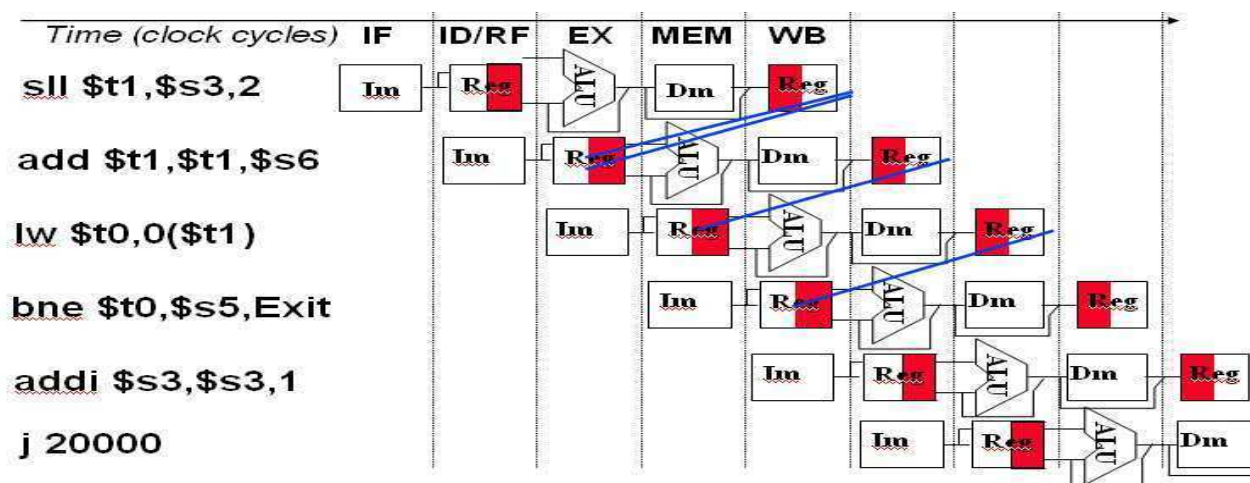 Time (clock cycles) IF ID/RF EX MEM WB
sll $t1,$s3,2 Im Reg ALU Dm Reg
add $t1,$t1,$s6 Im Reg ALU Dm Reg
lw $t0,0($t1) Im Reg ALU Dm Reg
bne $t0,$s5,Exit Im Reg ALU Dm Reg
addi $s3,$s3,1 Im Reg ALU Dm Reg
j 20000 Im Reg ALU Dm